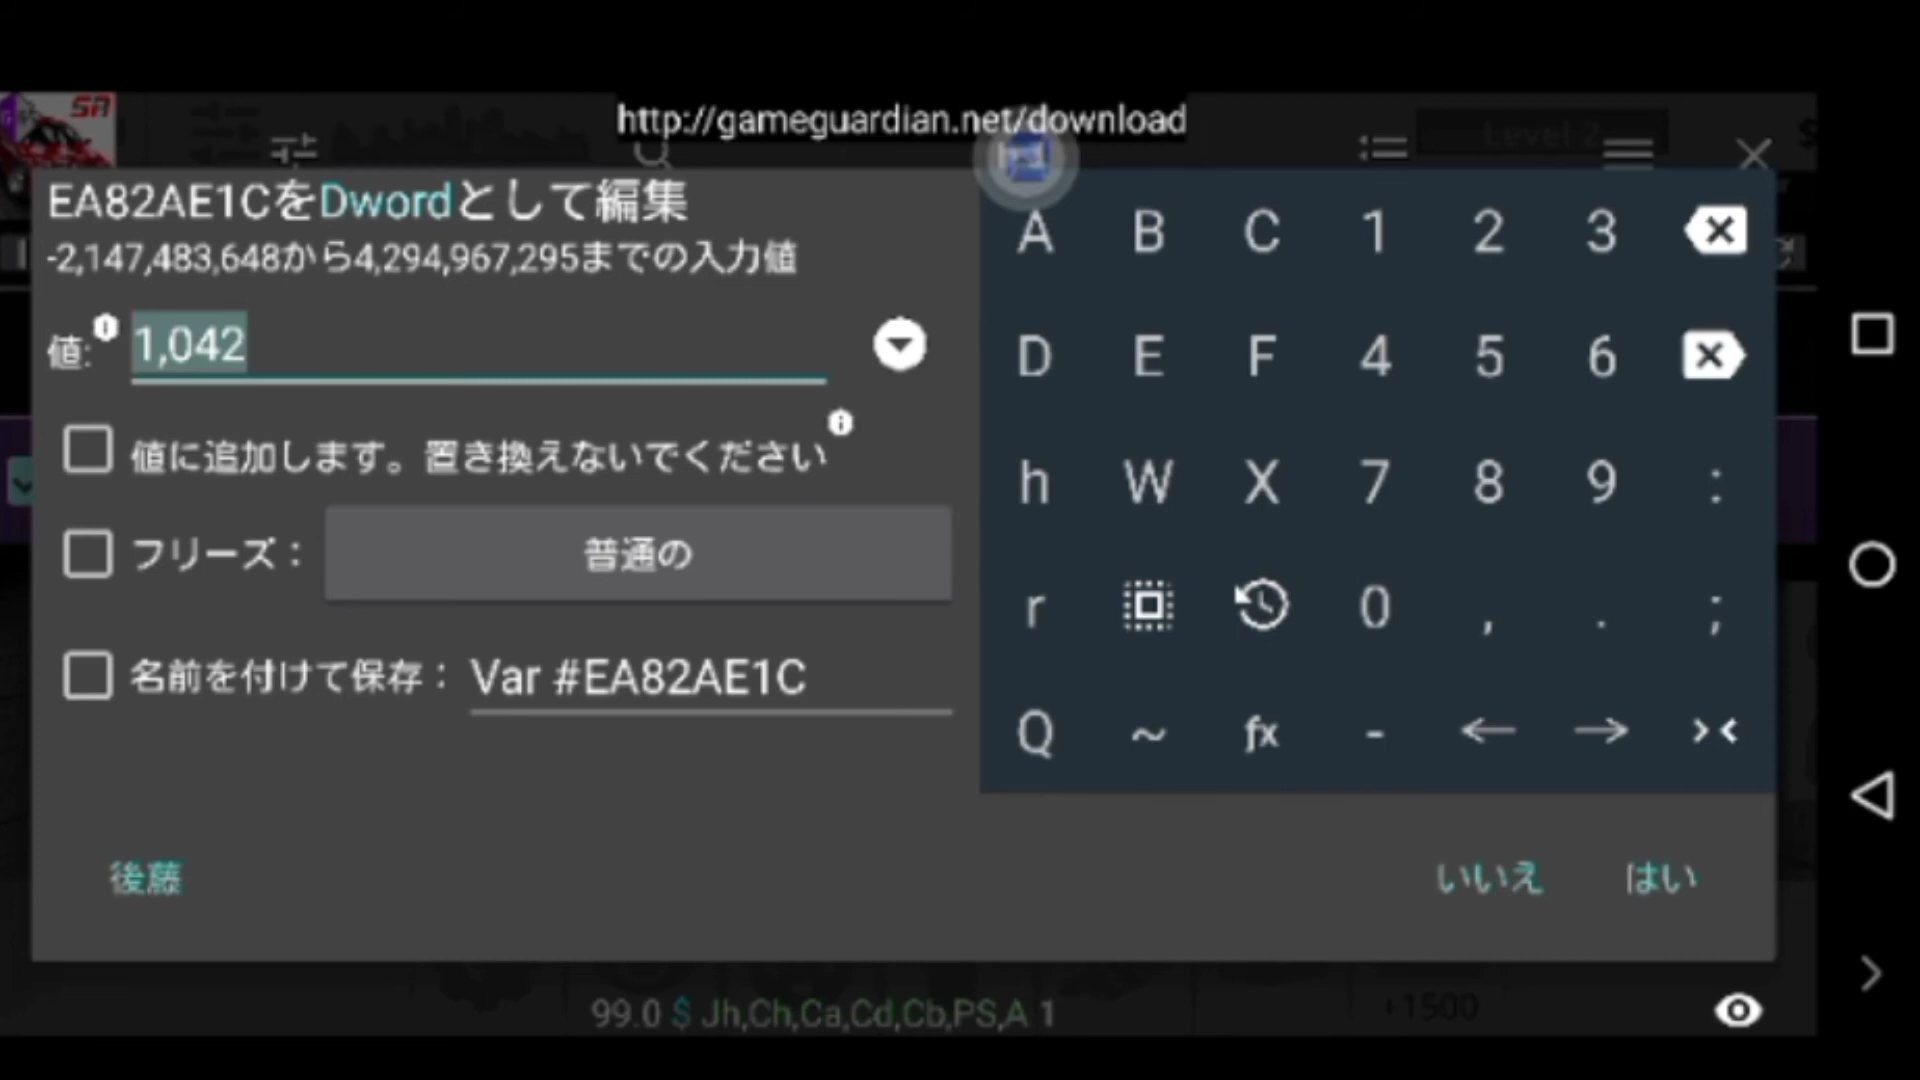 http://gameguardian.net/download
SR
Level 2
EA82AE1CをDwordとして編集
-2,147,483,648から4,294,967,295までの入力値
値:
1,042
値に追加します。置き換えないでください
フリーズ：
普通の
名前を付けて保存：
Var #EA82AE1C
A B C 1 2 3
D E F 4 5 6
h W X 7 8 9 :
r 0 , . ;
Q ~ fx - ← → ><
後藤
いいえ
はい
99.0 $ Jh,Ch,Ca,Cd,Cb,PS,A 1
+1500